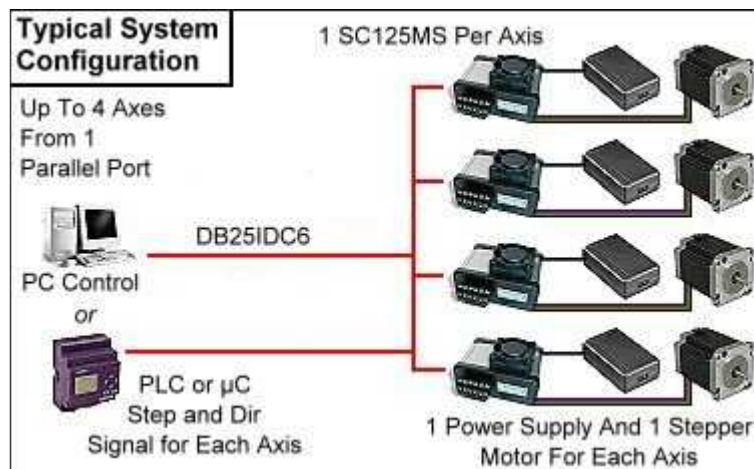 Typical System
Configuration
1 SC125MS Per Axis
Up To 4 Axes
From 1
Parallel Port
DB25IDC6
PC Control
or
PLC or µC
Step and Dir
Signal for Each Axis
1 Power Supply And 1 Stepper
Motor For Each Axis